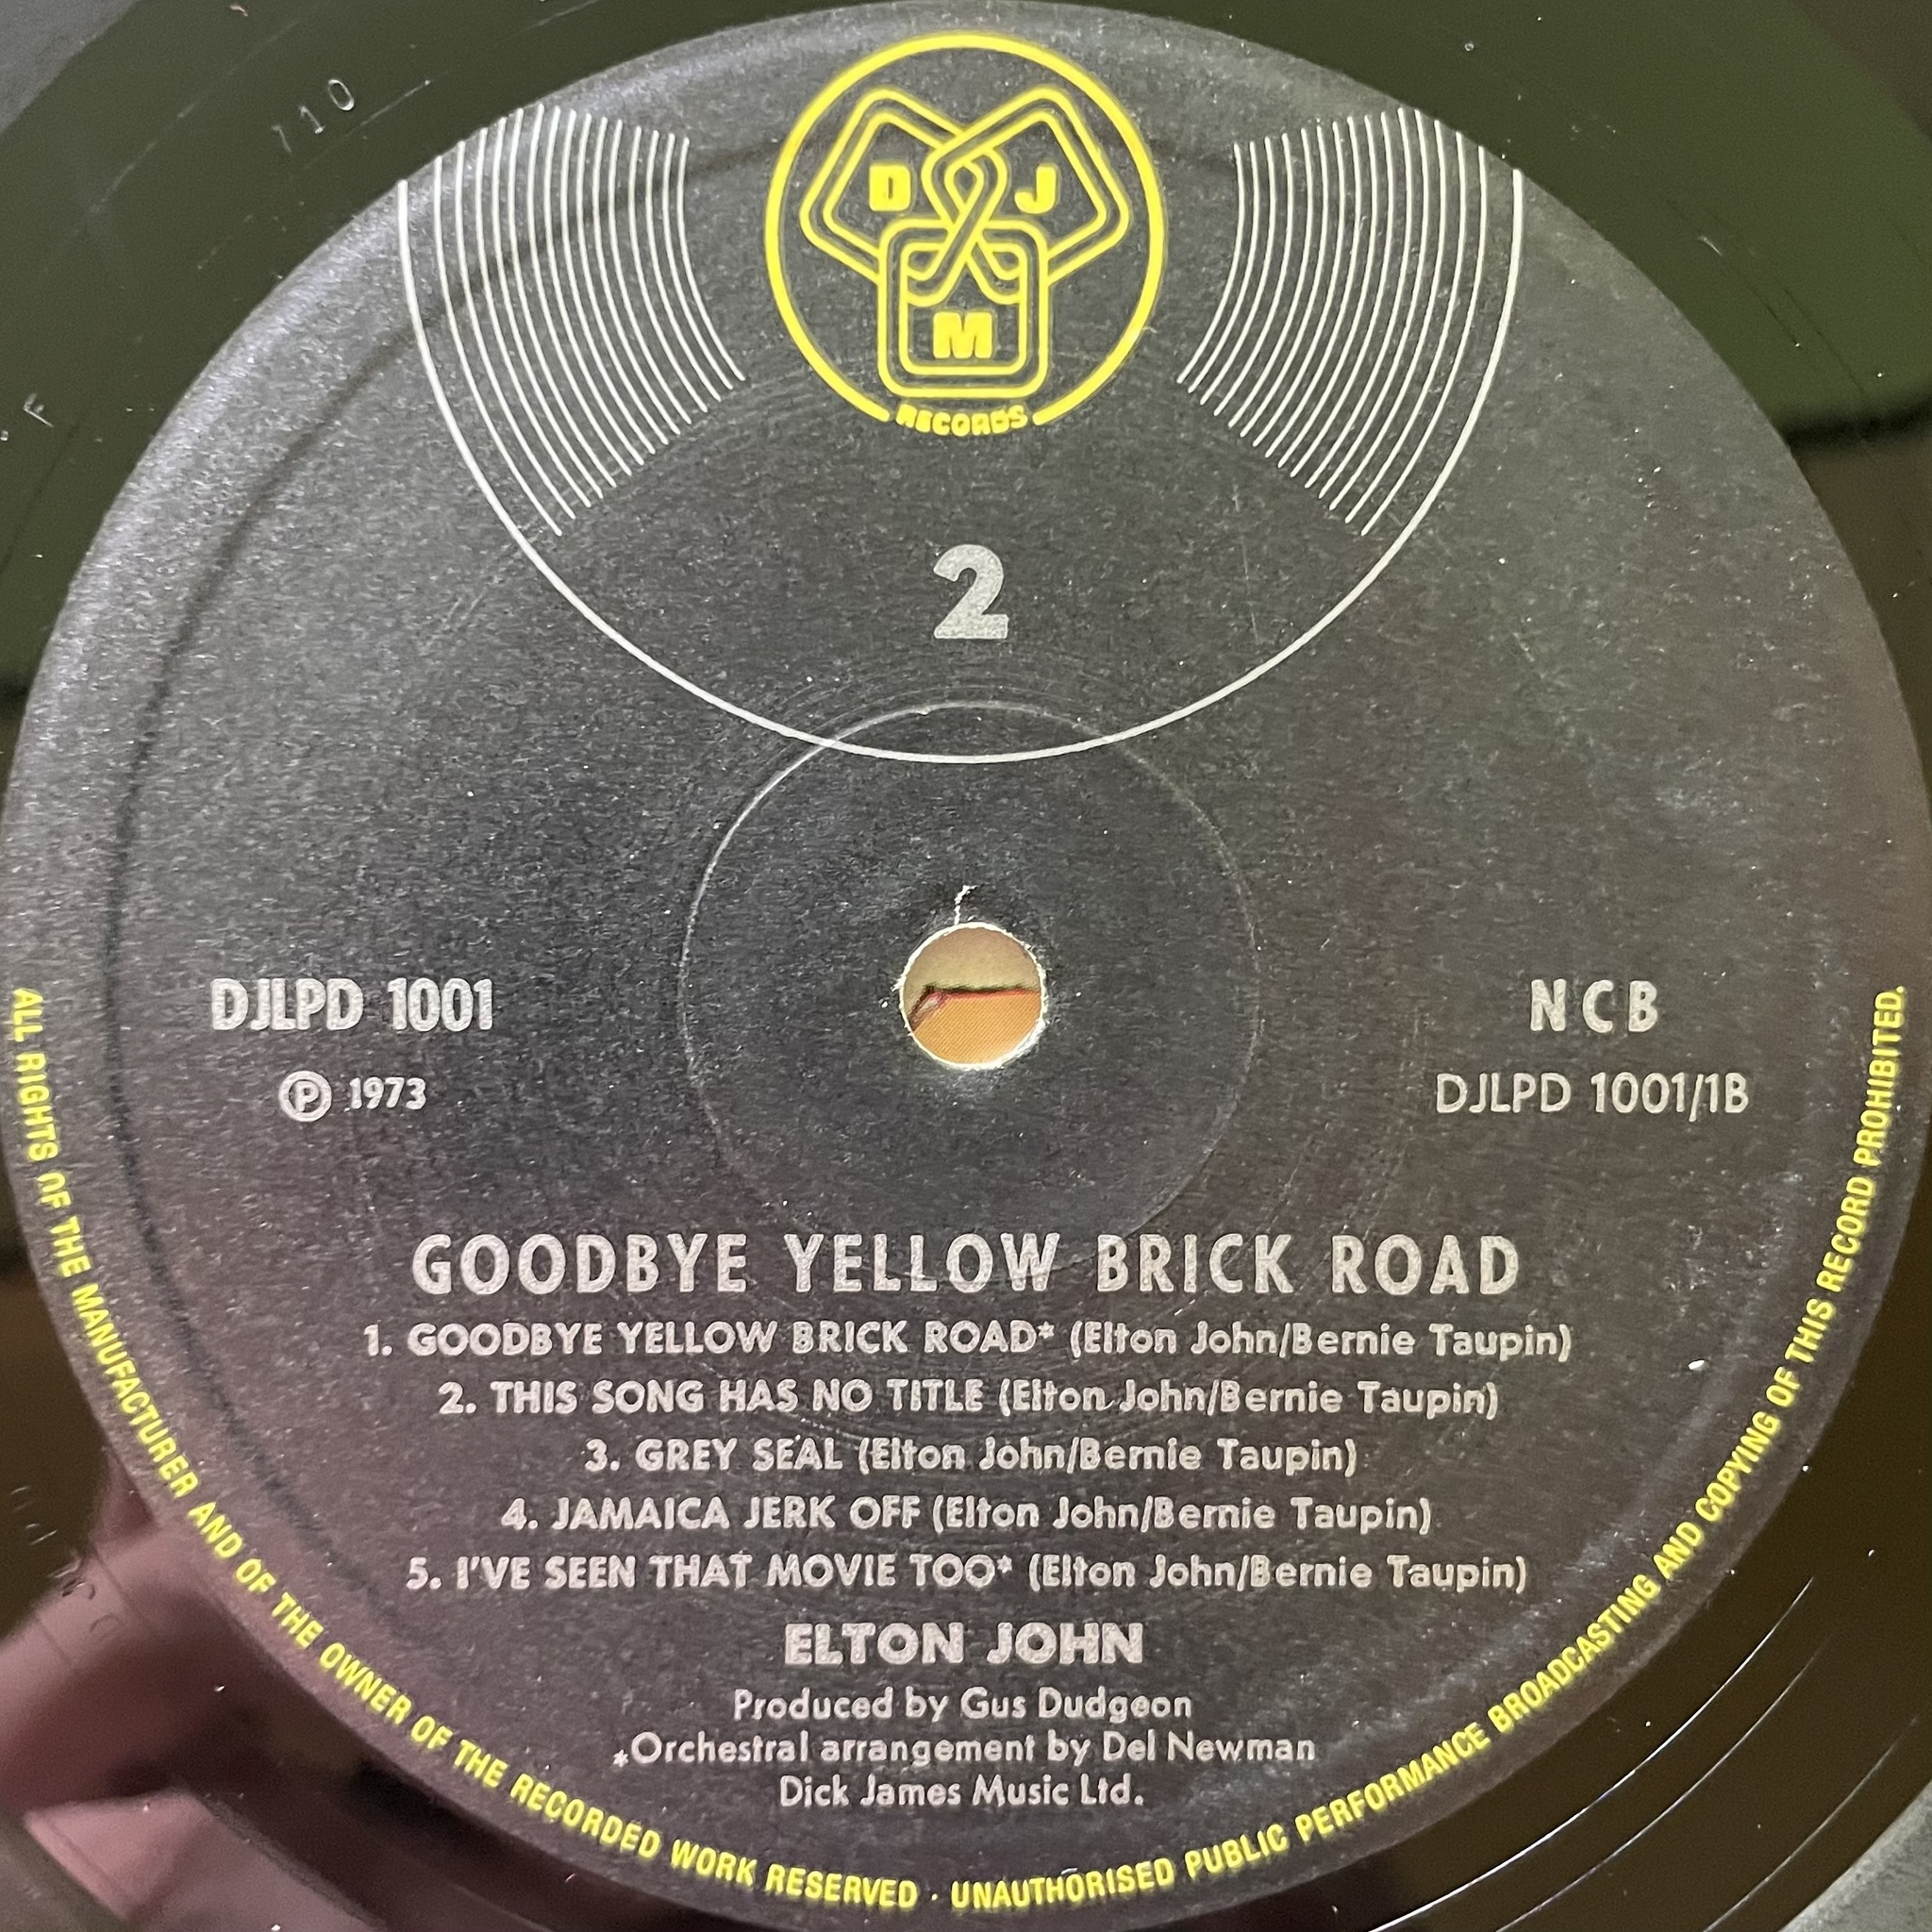 710
F
D J
M
RECORDS
2
DJLPD 1001
Ⓟ 1973
NCB
DJLPD 1001/1B
GOODBYE YELLOW BRICK ROAD
1. GOODBYE YELLOW BRICK ROAD* (Elton John/Bernie Taupin)
2. THIS SONG HAS NO TITLE (Elton John/Bernie Taupin)
3. GREY SEAL (Elton John/Bernie Taupin)
4. JAMAICA JERK OFF (Elton John/Bernie Taupin)
5. I'VE SEEN THAT MOVIE TOO* (Elton John/Bernie Taupin)
ELTON JOHN
Produced by Gus Dudgeon
*Orchestral arrangement by Del Newman
Dick James Music Ltd.
ALL RIGHTS OF THE MANUFACTURER AND OF THE OWNER OF THE RECORDED WORK RESERVED · UNAUTHORISED PUBLIC PERFORMANCE BROADCASTING AND COPYING OF THIS RECORD PROHIBITED.